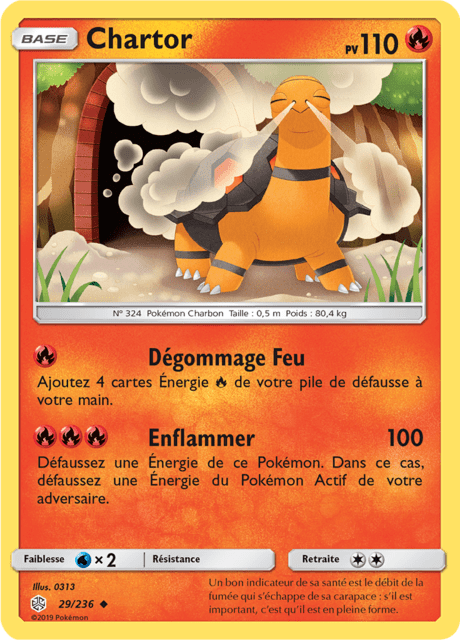 BASE Chartor PV 110
N° 324 Pokémon Charbon Taille : 0,5 m Poids : 80,4 kg
Dégommage Feu
Ajoutez 4 cartes Énergie de votre pile de défausse à
votre main.
Enflammer 100
Défaussez une Énergie de ce Pokémon. Dans ce cas,
défaussez une Énergie du Pokémon Actif de votre
adversaire.
Faiblesse ×2 Résistance Retraite
Illus. 0313
29/236
©2019 Pokémon
Un bon indicateur de sa santé est le débit de la
fumée qui s'échappe de sa carapace : s'il est
important, c'est qu'il est en pleine forme.